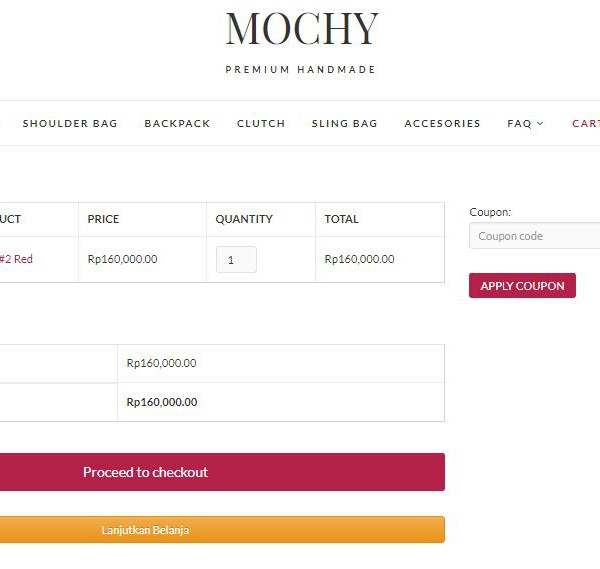 MOCHY
PREMIUM HANDMADE
SHOULDER BAG BACKPACK CLUTCH SLING BAG ACCESORIES FAQ CART
UCT PRICE QUANTITY TOTAL
#2 Red Rp160,000.00 1 Rp160,000.00
Coupon:
Coupon code
APPLY COUPON
Rp160,000.00
Rp160,000.00
Proceed to checkout
Lanjutkan Belanja